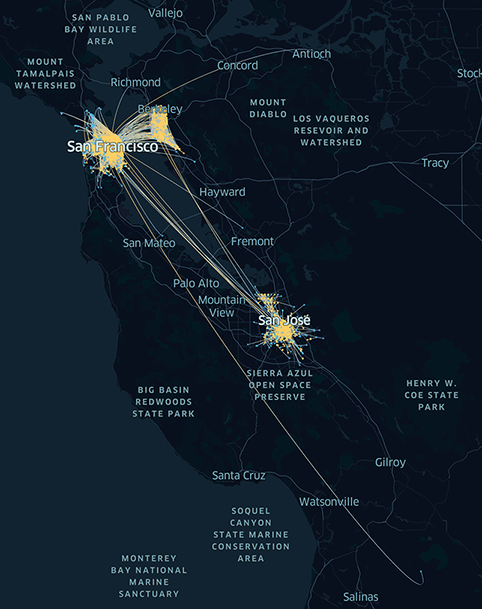 Vallejo
SAN PABLO
BAY WILDLIFE
AREA
Antioch
Concord
MOUNT
TAMALPAIS
WATERSHED
Stock
Richmond
MOUNT
DIABLO
Berkeley
LOS VAQUEROS
RESEVOIR AND
WATERSHED
San Francisco
Tracy
Hayward
San Mateo
Fremont
Palo Alto
Mountain
View
San José
SIERRA AZUL
OPEN SPACE
PRESERVE
BIG BASIN
REDWOODS
STATE PARK
HENRY W.
COE STATE
PARK
Gilroy
Santa Cruz
Watsonville
SOQUEL
CANYON
STATE MARINE
CONSERVATION
AREA
MONTEREY
BAY NATIONAL
MARINE
SANCTUARY
Salinas